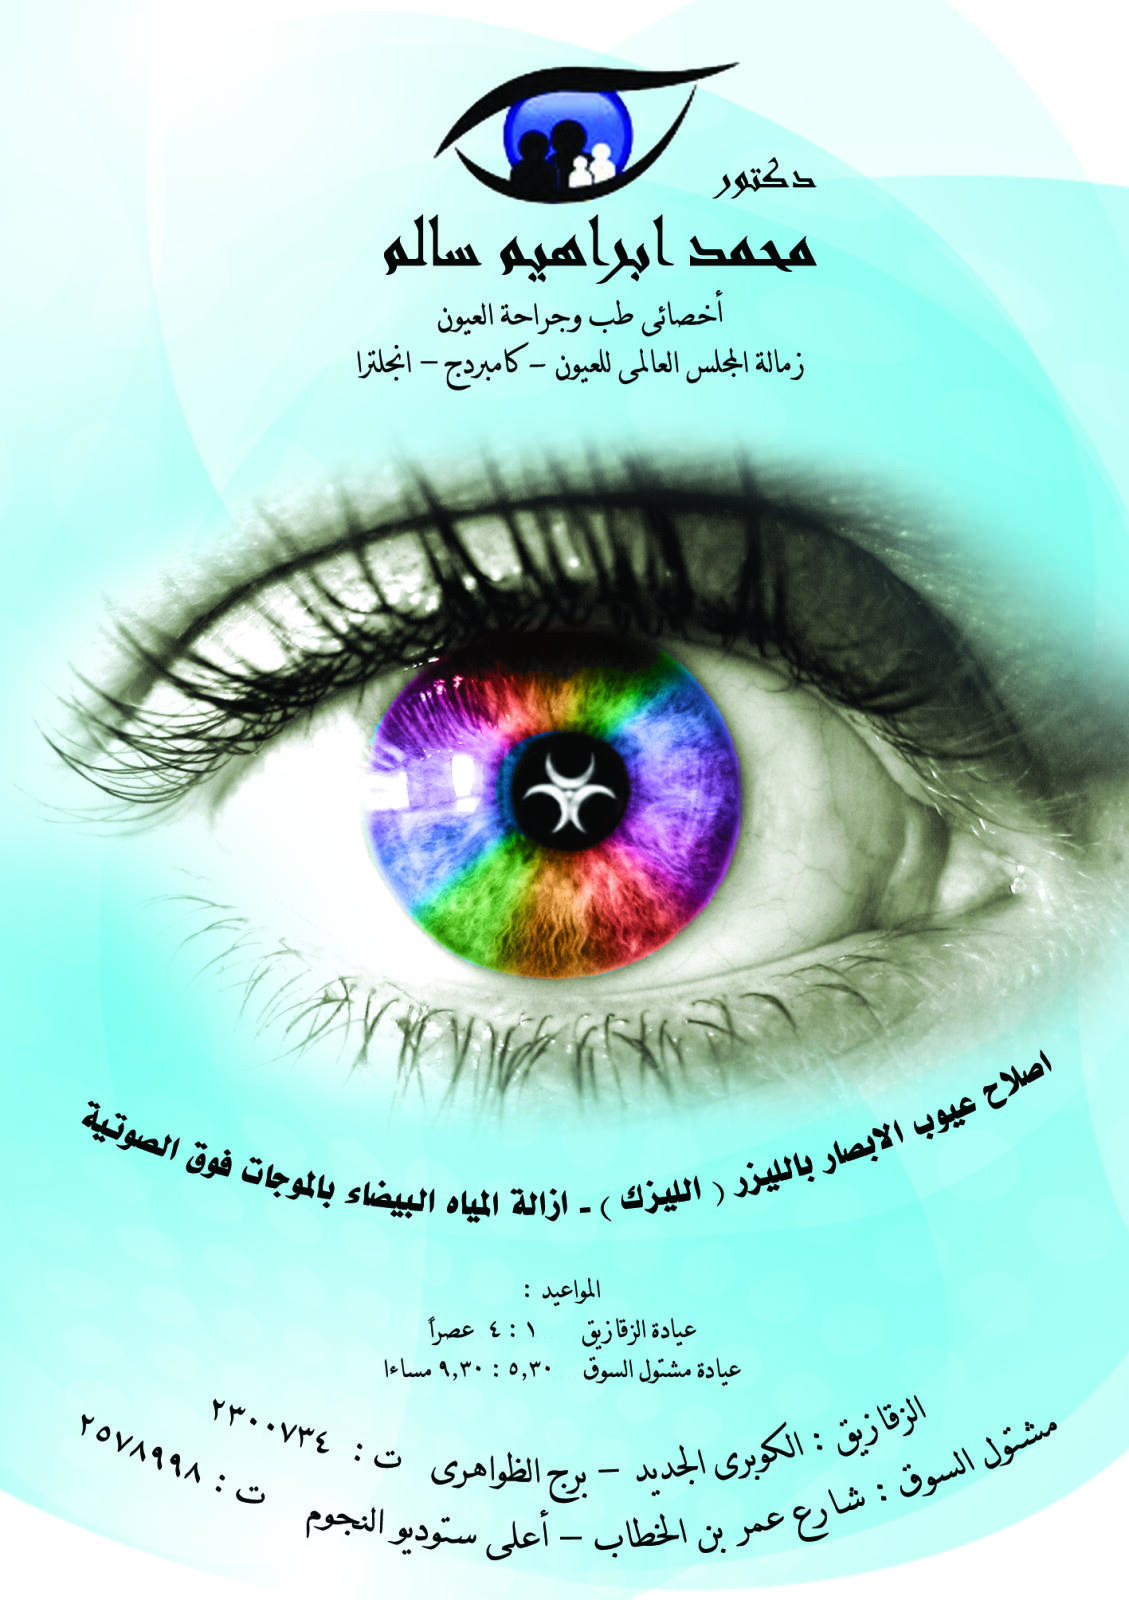 دكتور
محمد ابراهيم سالم
أخصائى طب وجراحة العيون
زمالة المجلس العالمى للعيون - كامبردج - انجلترا
اصلاح عيوب الابصار بالليزر ( الليزك ) - ازالة المياه البيضاء بالموجات فوق الصوتية
المواعيد :
عيادة الزقازيق ١ : ٤ عصراً
عيادة مشتول السوق ٥,٣٠ : ٩,٣٠ مساءا
الزقازيق : الكوبرى الجديد - برج الظواهرى ت : ٢٣٠٠٧٣٤
مشتول السوق : شارع عمر بن الخطاب - أعلى ستوديو النجوم ت : ٢٥٧٨٩٩٨